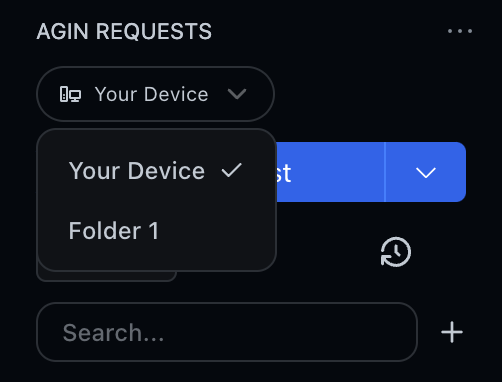 AGIN REQUESTS
Your Device
Your Device
st
Folder 1
Search...